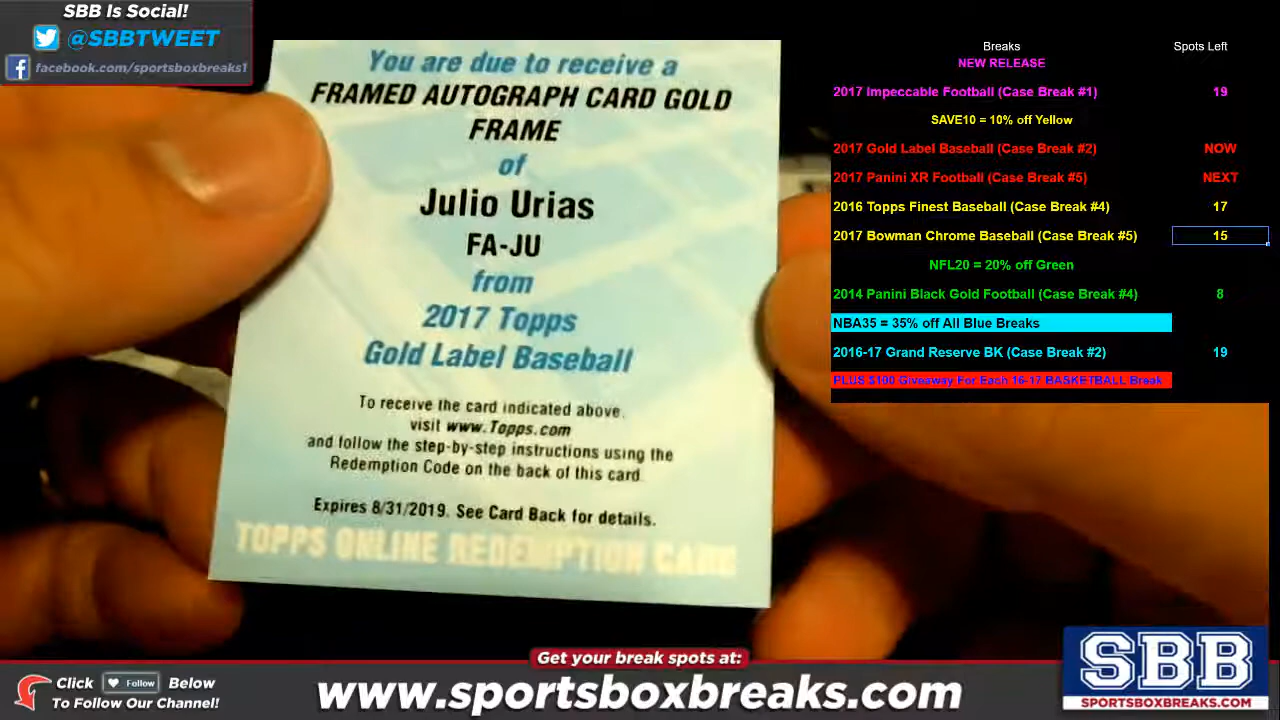 SBB Is Social!
@SBBTWEET
facebook.com/sportsboxbreaks1
You are due to receive a
FRAMED AUTOGRAPH CARD GOLD
FRAME
of
Julio Urias
FA-JU
from
2017 Topps
Gold Label Baseball
To receive the card indicated above,
visit www.Topps.com
and follow the step-by-step instructions using the
Redemption Code on the back of this card.
Expires 8/31/2019. See Card Back for details.
TOPPS ONLINE REDEMPTION CARD
Breaks Spots Left
NEW RELEASE
2017 Impeccable Football (Case Break #1) 19
SAVE10 = 10% off Yellow
2017 Gold Label Baseball (Case Break #2) NOW
2017 Panini XR Football (Case Break #5) NEXT
2016 Topps Finest Baseball (Case Break #4) 17
2017 Bowman Chrome Baseball (Case Break #5) 15
NFL20 = 20% off Green
2014 Panini Black Gold Football (Case Break #4) 8
NBA35 = 35% off All Blue Breaks
2016-17 Grand Reserve BK (Case Break #2) 19
PLUS $100 Giveaway For Each 16-17 BASKETBALL Break
Get your break spots at:
Click Follow Below
To Follow Our Channel!
www.sportsboxbreaks.com
SBB
SPORTSBOXBREAKS.COM